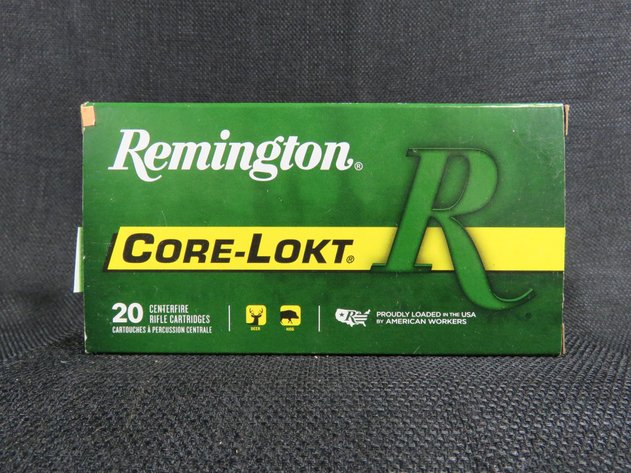 Remington®
R
CORE-LOKT®
20 CENTERFIRE
RIFLE CARTRIDGES
CARTOUCHES À PERCUSSION CENTRALE
DEER
HOG
R
PROUDLY LOADED IN THE USA
BY AMERICAN WORKERS